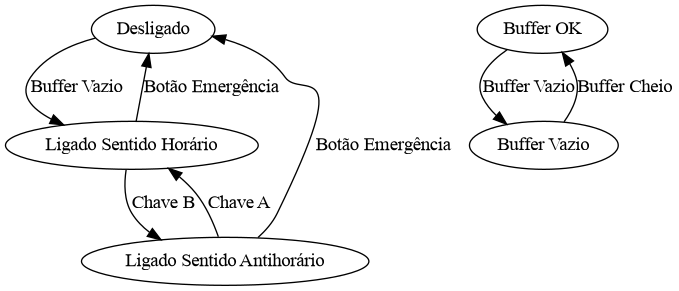 Desligado
Buffer OK
Buffer Vazio
Botão Emergência
Buffer Vazio
Buffer Cheio
Ligado Sentido Horário
Botão Emergência
Buffer Vazio
Chave B
Chave A
Ligado Sentido Antihorário